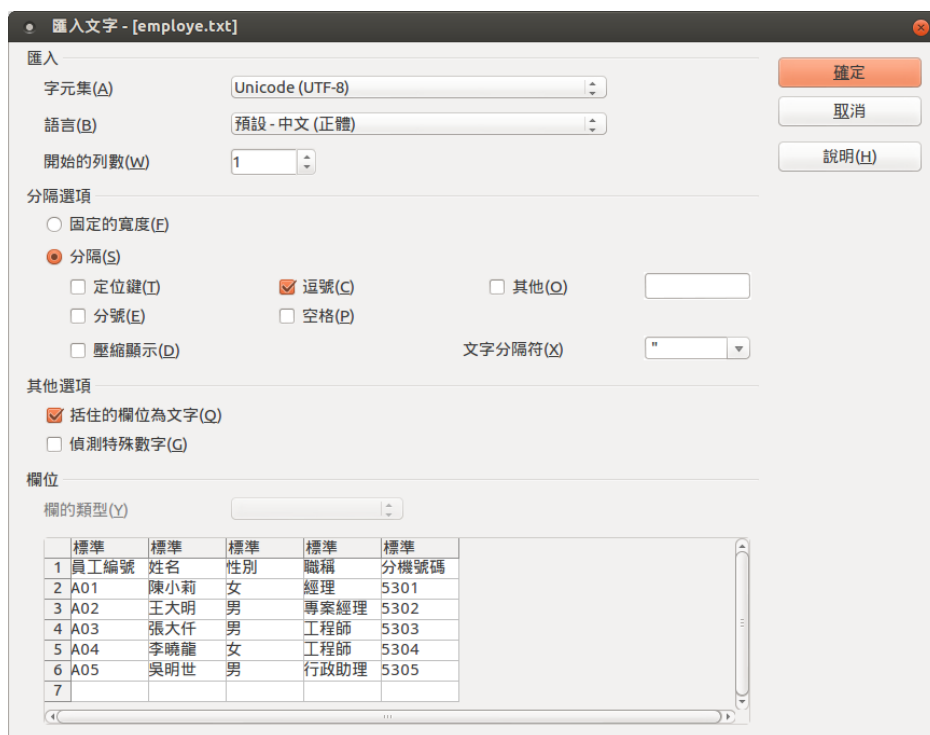 匯入文字 - [employe.txt]
匯入
確定
字元集(A) Unicode (UTF-8)
取消
語言(B) 預設 - 中文 (正體)
開始的列數(W) 1
說明(H)
分隔選項
固定的寬度(F)
分隔(S)
定位鍵(T) 逗號(C) 其他(O)
分號(E) 空格(P)
壓縮顯示(D) 文字分隔符(X) "
其他選項
括住的欄位為文字(Q)
偵測特殊數字(G)
欄位
欄的類型(Y)
標準 標準 標準 標準 標準
1 員工編號 姓名 性別 職稱 分機號碼
2 A01 陳小莉 女 經理 5301
3 A02 王大明 男 專案經理 5302
4 A03 張大仟 男 工程師 5303
5 A04 李曉龍 女 工程師 5304
6 A05 吳明世 男 行政助理 5305
7